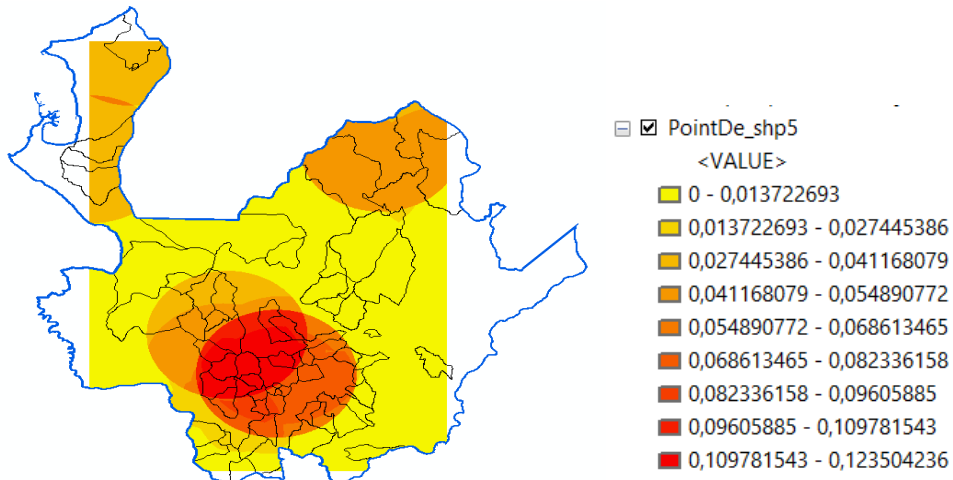 PointDe_shp5
<VALUE>
0 - 0,013722693
0,013722693 - 0,027445386
0,027445386 - 0,041168079
0,041168079 - 0,054890772
0,054890772 - 0,068613465
0,068613465 - 0,082336158
0,082336158 - 0,09605885
0,09605885 - 0,109781543
0,109781543 - 0,123504236